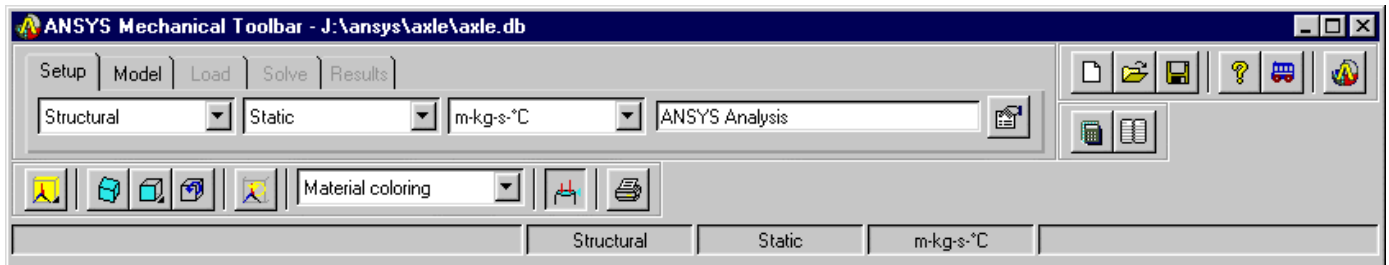 ANSYS Mechanical Toolbar - J:\ansys\axle\axle.db
Setup Model Load Solve Results
Structural Static m-kg-s-°C ANSYS Analysis
Material coloring
Structural Static m-kg-s-°C